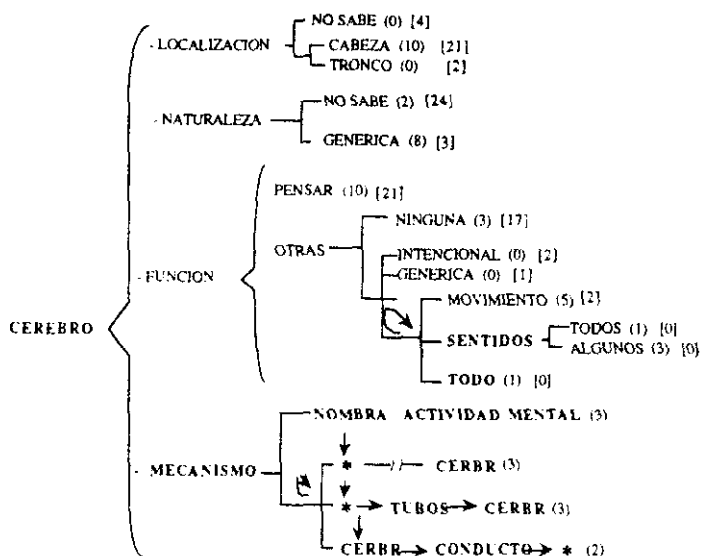 NO SABE (0) [4]
- LOCALIZACION
CABEZA (10) [21]
TRONCO (0) [2]
NO SABE (2) [24]
- NATURALEZA
GENERICA (8) [3]
PENSAR (10) [21]
NINGUNA (3) [17]
OTRAS
INTENCIONAL (0) [2]
GENERICA (0) [1]
- FUNCION
MOVIMIENTO (5) [2]
CEREBRO
SENTIDOS
TODOS (1) [0]
ALGUNOS (3) [0]
TODO (1) [0]
NOMBRA ACTIVIDAD MENTAL (3)
- MECANISMO
* CERBR (3)
* TUBOS CERBR (3)
CERBR CONDUCTO * (2)